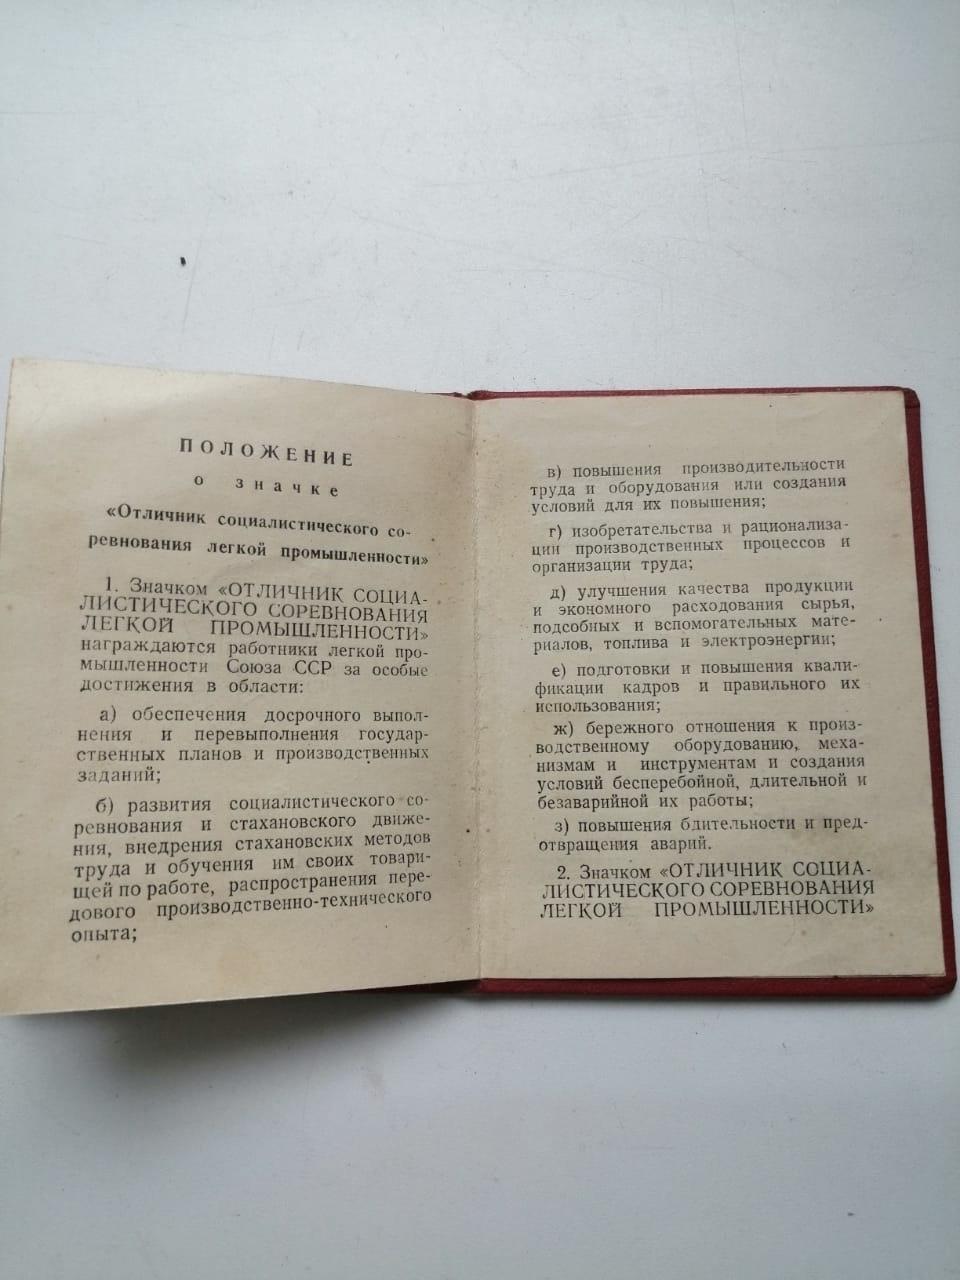 ПОЛОЖЕНИЕ
о значке
«Отличник социалистического со-
ревнования легкой промышленности»
1. Значком «ОТЛИЧНИК СОЦИА-
ЛИСТИЧЕСКОГО СОРЕВНОВАНИЯ
ЛЕГКОЙ ПРОМЫШЛЕННОСТИ»
награждаются работники легкой про-
мышленности Союза ССР за особые
достижения в области:
а) обеспечения досрочного выпол-
нения и перевыполнения государ-
ственных планов и производственных
заданий;
б) развития социалистического со-
ревнования и стахановского движе-
ния, внедрения стахановских методов
труда и обучения им своих товари-
щей по работе, распространения пере-
дового производственно-технического
опыта;
в) повышения производительности
труда и оборудования или создания
условий для их повышения;
г) изобретательства и рационализа-
ции производственных процессов и
организации труда;
д) улучшения качества продукции
и экономного расходования сырья,
подсобных и вспомогательных мате-
риалов, топлива и электроэнергии;
е) подготовки и повышения квали-
фикации кадров и правильного их
использования;
ж) бережного отношения к произ-
водственному оборудованию, меха-
низмам и инструментам и создания
условий бесперебойной, длительной и
безаварийной их работы;
з) повышения бдительности и пред-
отвращения аварий.
2. Значком «ОТЛИЧНИК СОЦИА-
ЛИСТИЧЕСКОГО СОРЕВНОВАНИЯ
ЛЕГКОЙ ПРОМЫШЛЕННОСТИ»